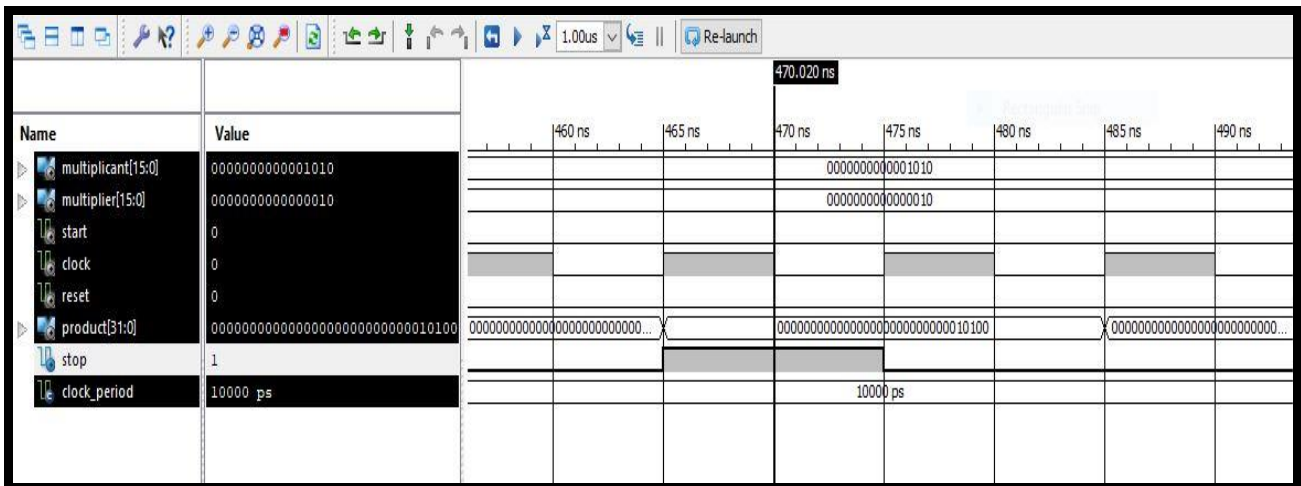 1.00us Re-launch
470.020 ns
Name Value 460 ns 465 ns 470 ns 475 ns 480 ns 485 ns 490 ns
multiplicant[15:0] 0000000000001010 0000000000001010
multiplier[15:0] 0000000000000010 0000000000000010
start 0
clock 0
reset 0
product[31:0] 00000000000000000000000000010100 0000000000000000000000000... 00000000000000000000000000010100 0000000000000000000000000...
stop 1
clock_period 10000 ps 10000 ps